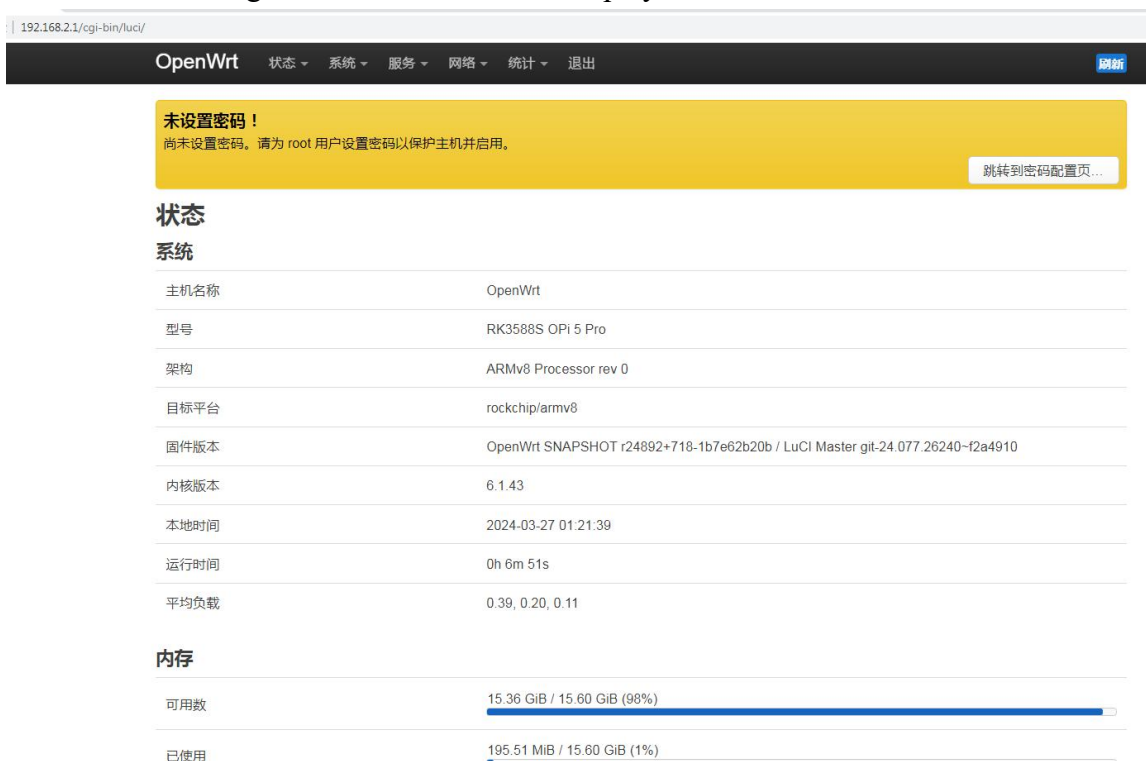 192.168.2.1/cgi-bin/luci/
OpenWrt 状态 系统 服务 网络 统计 退出 刷新
未设置密码！
尚未设置密码。请为 root 用户设置密码以保护主机并启用。
跳转到密码配置页...
状态
系统
主机名称 OpenWrt
型号 RK3588S OPi 5 Pro
架构 ARMv8 Processor rev 0
目标平台 rockchip/armv8
固件版本 OpenWrt SNAPSHOT r24892+718-1b7e62b20b / LuCI Master git-24.077.26240~f2a4910
内核版本 6.1.43
本地时间 2024-03-27 01:21:39
运行时间 0h 6m 51s
平均负载 0.39, 0.20, 0.11
内存
可用数 15.36 GiB / 15.60 GiB (98%)
已使用 195.51 MiB / 15.60 GiB (1%)